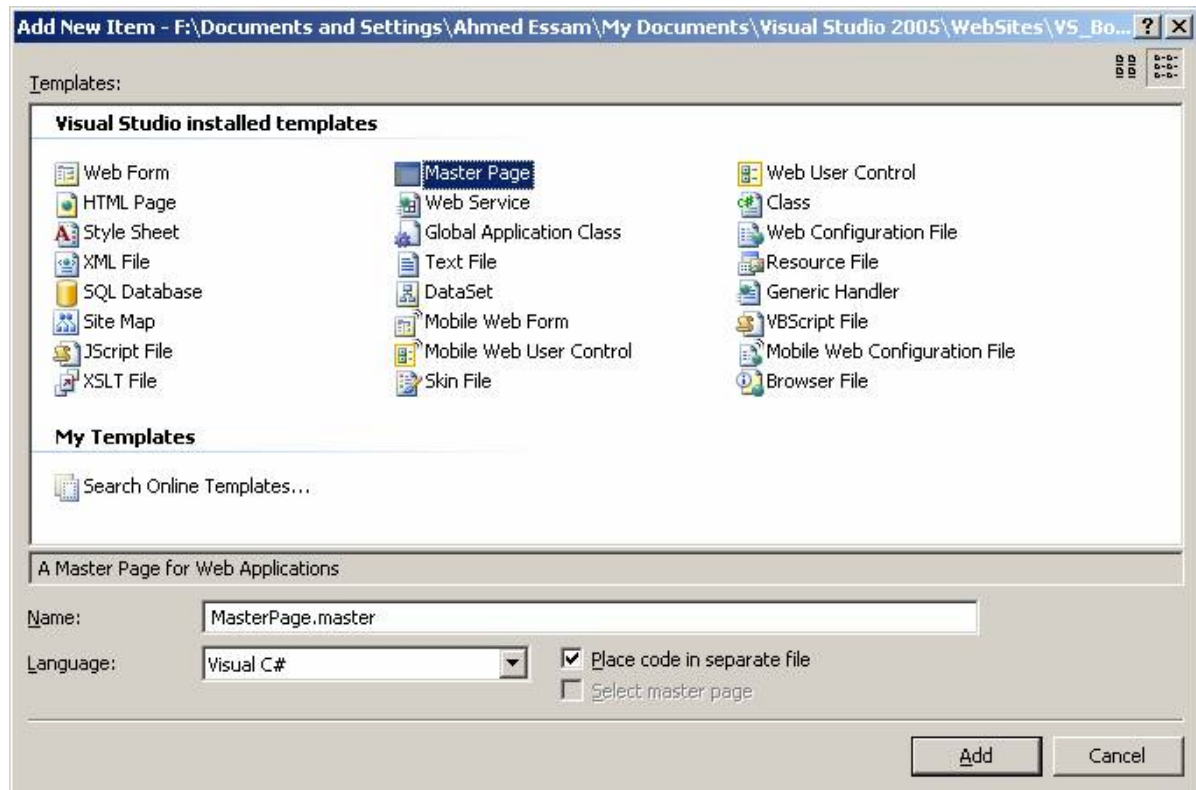 Add New Item - F:\Documents and Settings\Ahmed Essam\My Documents\Visual Studio 2005\WebSites\VS_Bo...
Templates:
Visual Studio installed templates
Web Form Master Page Web User Control
HTML Page Web Service Class
Style Sheet Global Application Class Web Configuration File
XML File Text File Resource File
SQL Database DataSet Generic Handler
Site Map Mobile Web Form VBScript File
JScript File Mobile Web User Control Mobile Web Configuration File
XSLT File Skin File Browser File
My Templates
Search Online Templates...
A Master Page for Web Applications
Name: MasterPage.master
Language: Visual C# Place code in separate file
Select master page
Add Cancel